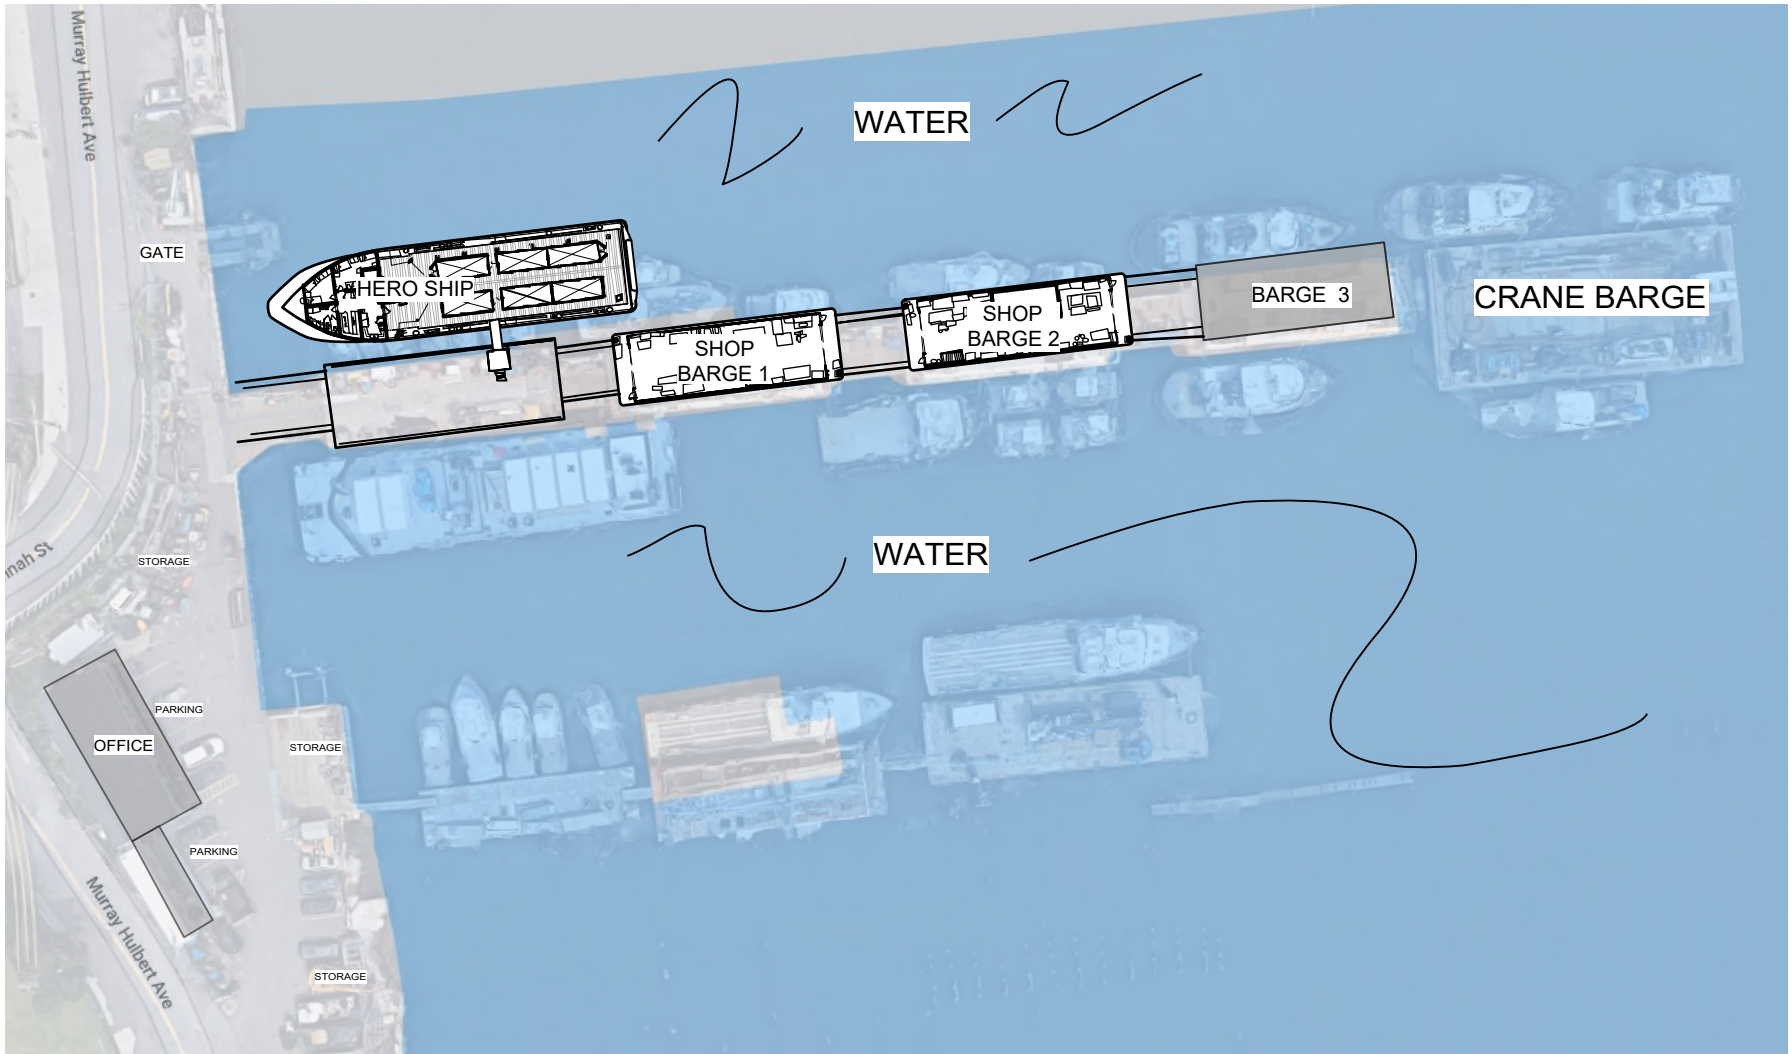 Murray Hulbert Ave
WATER
GATE
HERO SHIP
BARGE 3
CRANE BARGE
SHOP
BARGE 2
SHOP
BARGE 1
nnah St
STORAGE
WATER
PARKING
OFFICE
STORAGE
PARKING
Murray Hulbert Ave
STORAGE